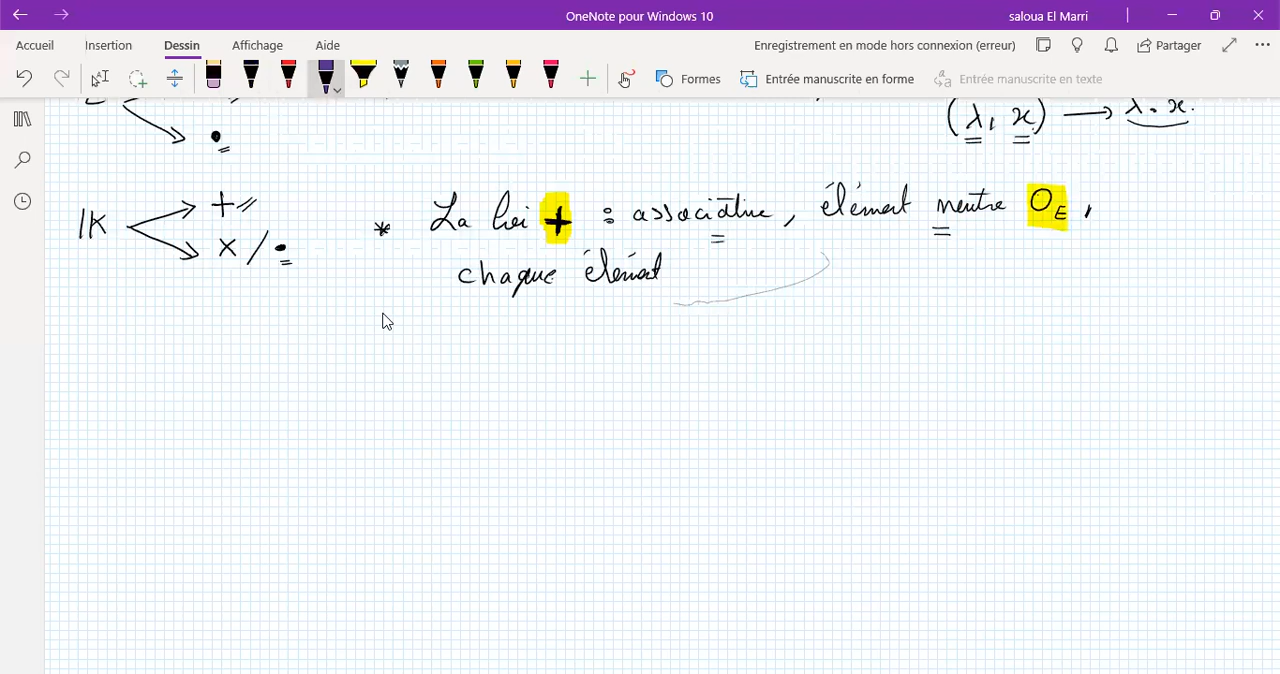 OneNote pour Windows 10
saloua El Marri
Accueil Insertion Dessin Affichage Aide
Enregistrement en mode hors connexion (erreur) Partager
Formes Entrée manuscrite en forme Entrée manuscrite en texte
(λ, x) → λ . x.
IK + × / •
* La loi + : associative, élément neutre 0_E,
chaque élément